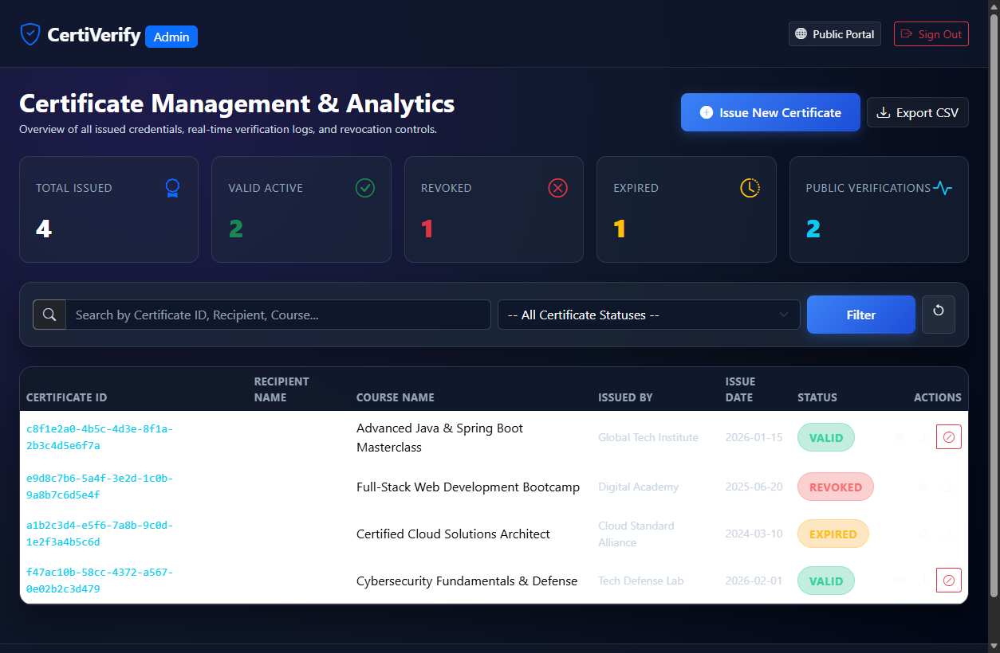 CertiVerify Admin
Public Portal
Sign Out
Certificate Management & Analytics
Overview of all issued credentials, real-time verification logs, and revocation controls.
Issue New Certificate
Export CSV
TOTAL ISSUED
4
VALID ACTIVE
2
REVOKED
1
EXPIRED
1
PUBLIC VERIFICATIONS
2
Search by Certificate ID, Recipient, Course...
-- All Certificate Statuses --
Filter
CERTIFICATE ID
RECIPIENT
NAME
COURSE NAME
ISSUED BY
ISSUE
DATE
STATUS
ACTIONS
c8f1e2a0-4b5c-4d3e-8f1a-
2b3c4d5e6f7a
Advanced Java & Spring Boot
Masterclass
Global Tech Institute
2026-01-15
VALID
e9d8c7b6-5a4f-3e2d-1c0b-
9a8b7c6d5e4f
Full-Stack Web Development Bootcamp
Digital Academy
2025-06-20
REVOKED
a1b2c3d4-e5f6-7a8b-9c0d-
1e2f3a4b5c6d
Certified Cloud Solutions Architect
Cloud Standard
Alliance
2024-03-10
EXPIRED
f47ac10b-58cc-4372-a567-
0e02b2c3d479
Cybersecurity Fundamentals & Defense
Tech Defense Lab
2026-02-01
VALID